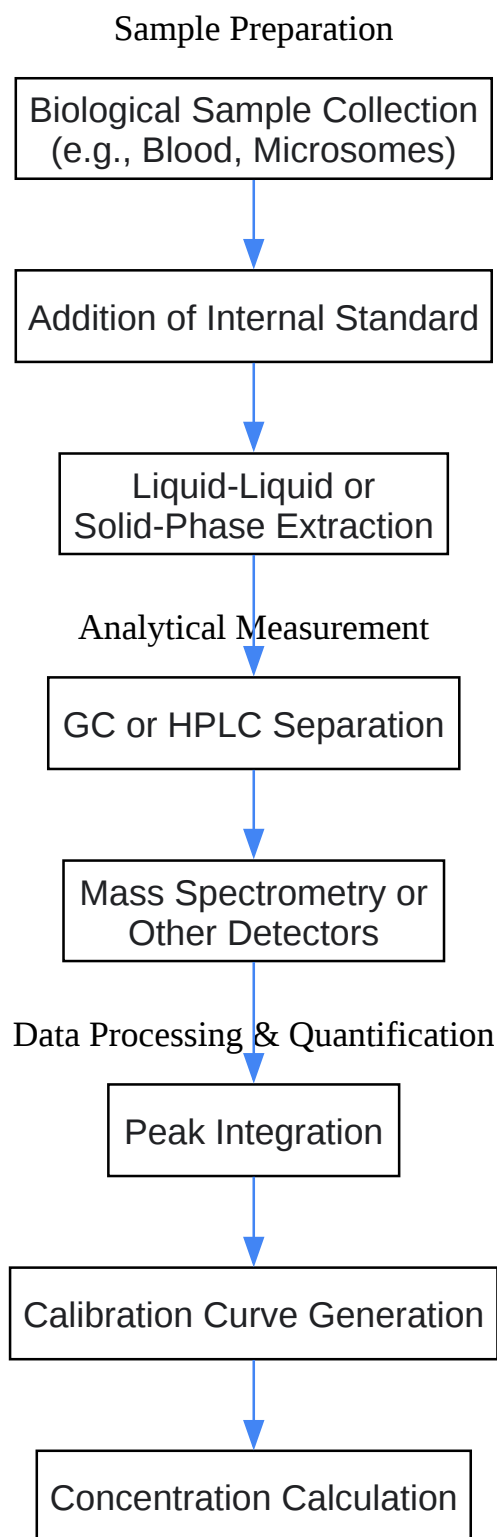 Sample Preparation
Biological Sample Collection
(e.g., Blood, Microsomes)
Addition of Internal Standard
Liquid-Liquid or
Solid-Phase Extraction
Analytical Measurement
GC or HPLC Separation
Mass Spectrometry or
Other Detectors
Data Processing & Quantification
Peak Integration
Calibration Curve Generation
Concentration Calculation